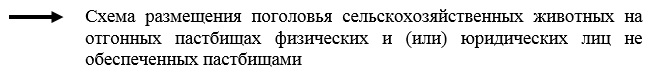 Схема размещения поголовья сельскохозяйственных животных на
отгонных пастбищах физических и (или) юридических лиц не
обеспеченных пастбищами